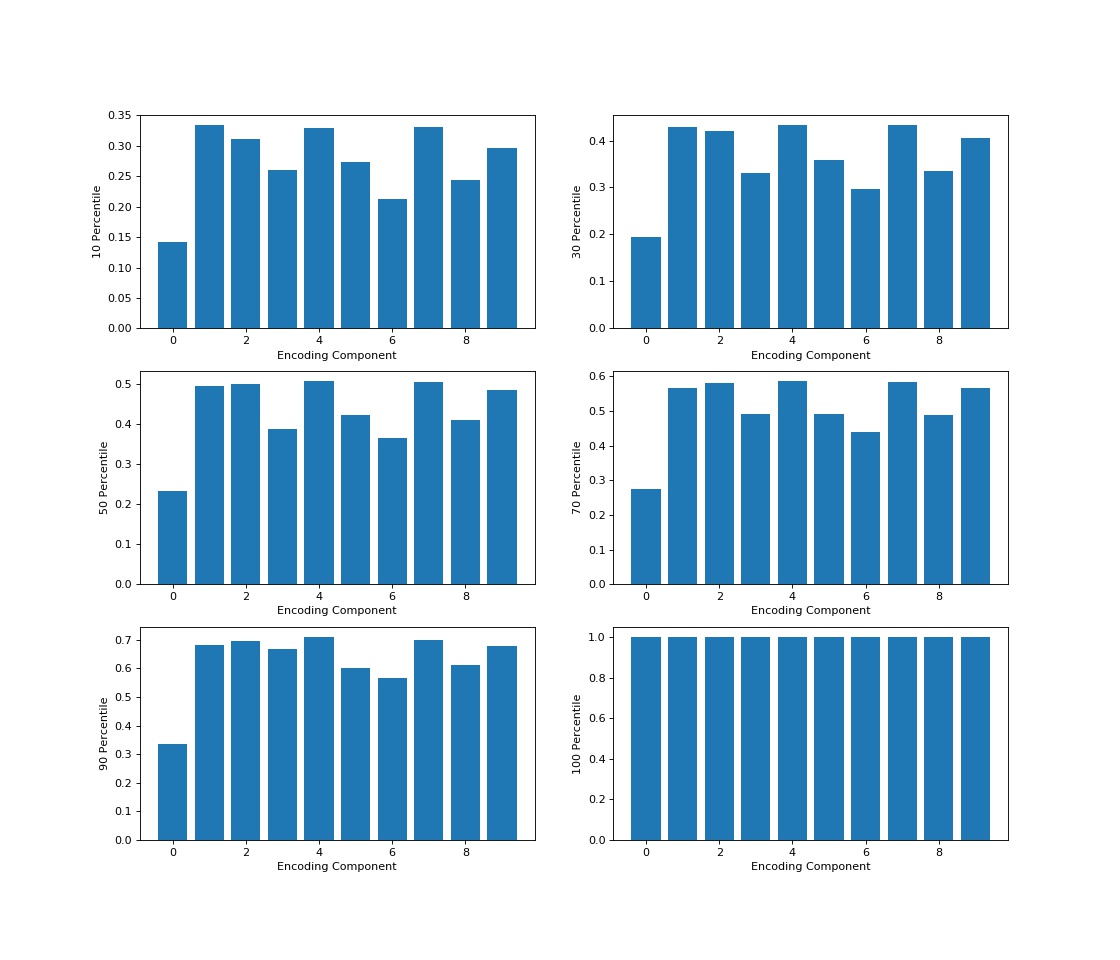 0.35
0.30
0.25
0.20
0.15
0.10
0.05
0.00
10 Percentile
0 2 4 6 8
Encoding Component
0.4
0.3
0.2
0.1
0.0
30 Percentile
0 2 4 6 8
Encoding Component
0.5
0.4
0.3
0.2
0.1
0.0
50 Percentile
0 2 4 6 8
Encoding Component
0.6
0.5
0.4
0.3
0.2
0.1
0.0
70 Percentile
0 2 4 6 8
Encoding Component
0.7
0.6
0.5
0.4
0.3
0.2
0.1
0.0
90 Percentile
0 2 4 6 8
Encoding Component
1.0
0.8
0.6
0.4
0.2
0.0
100 Percentile
0 2 4 6 8
Encoding Component